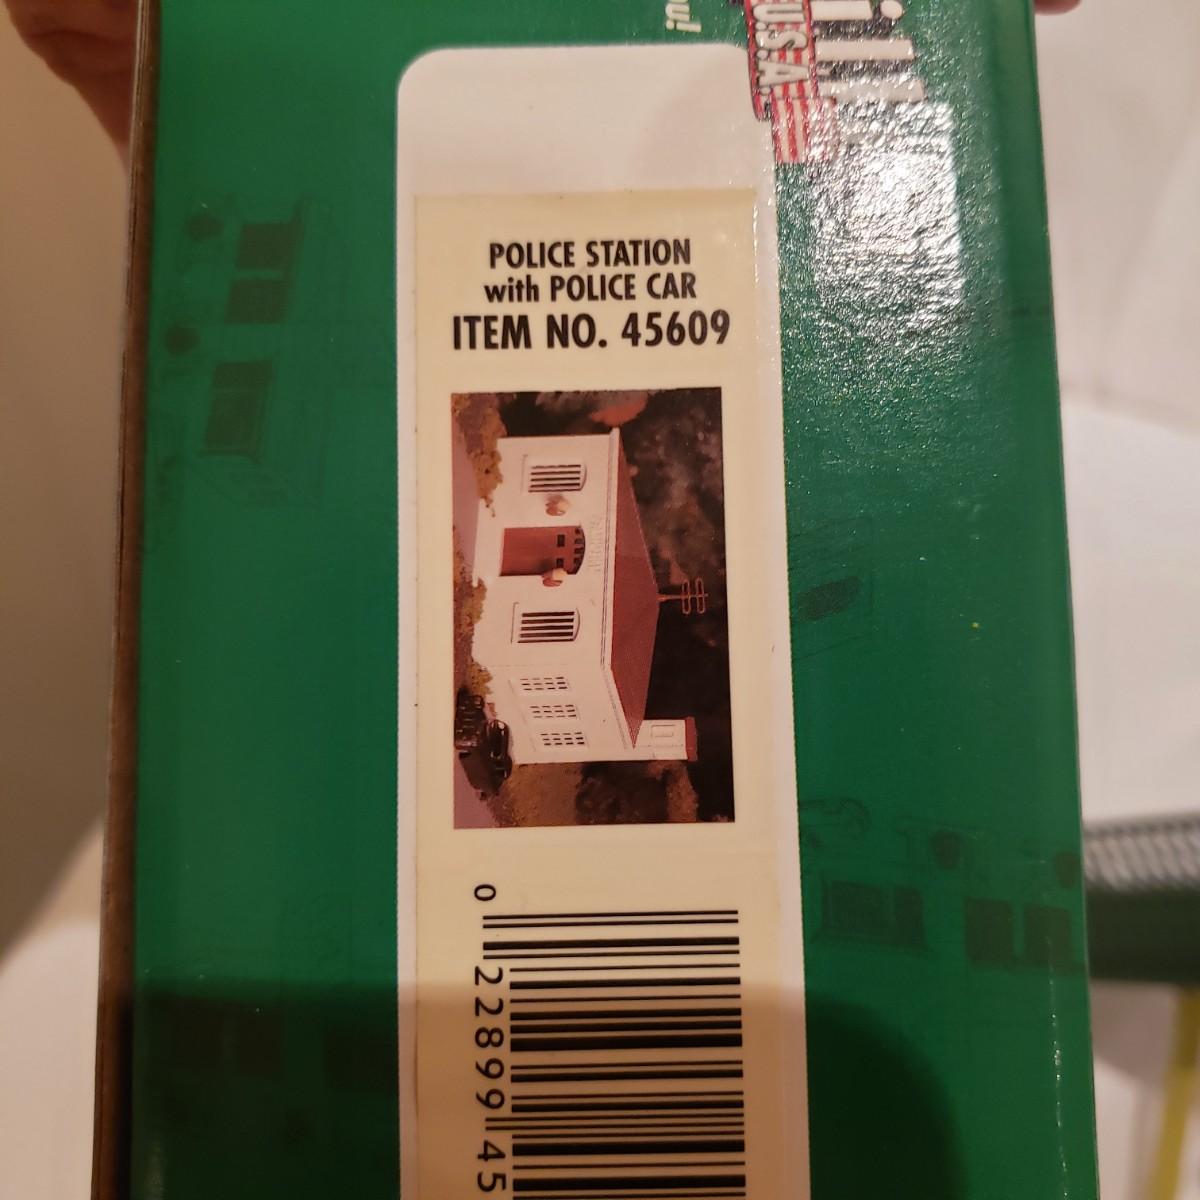 POLICE STATION
with POLICE CAR
ITEM NO. 45609
U.S.A.
0 22899 45